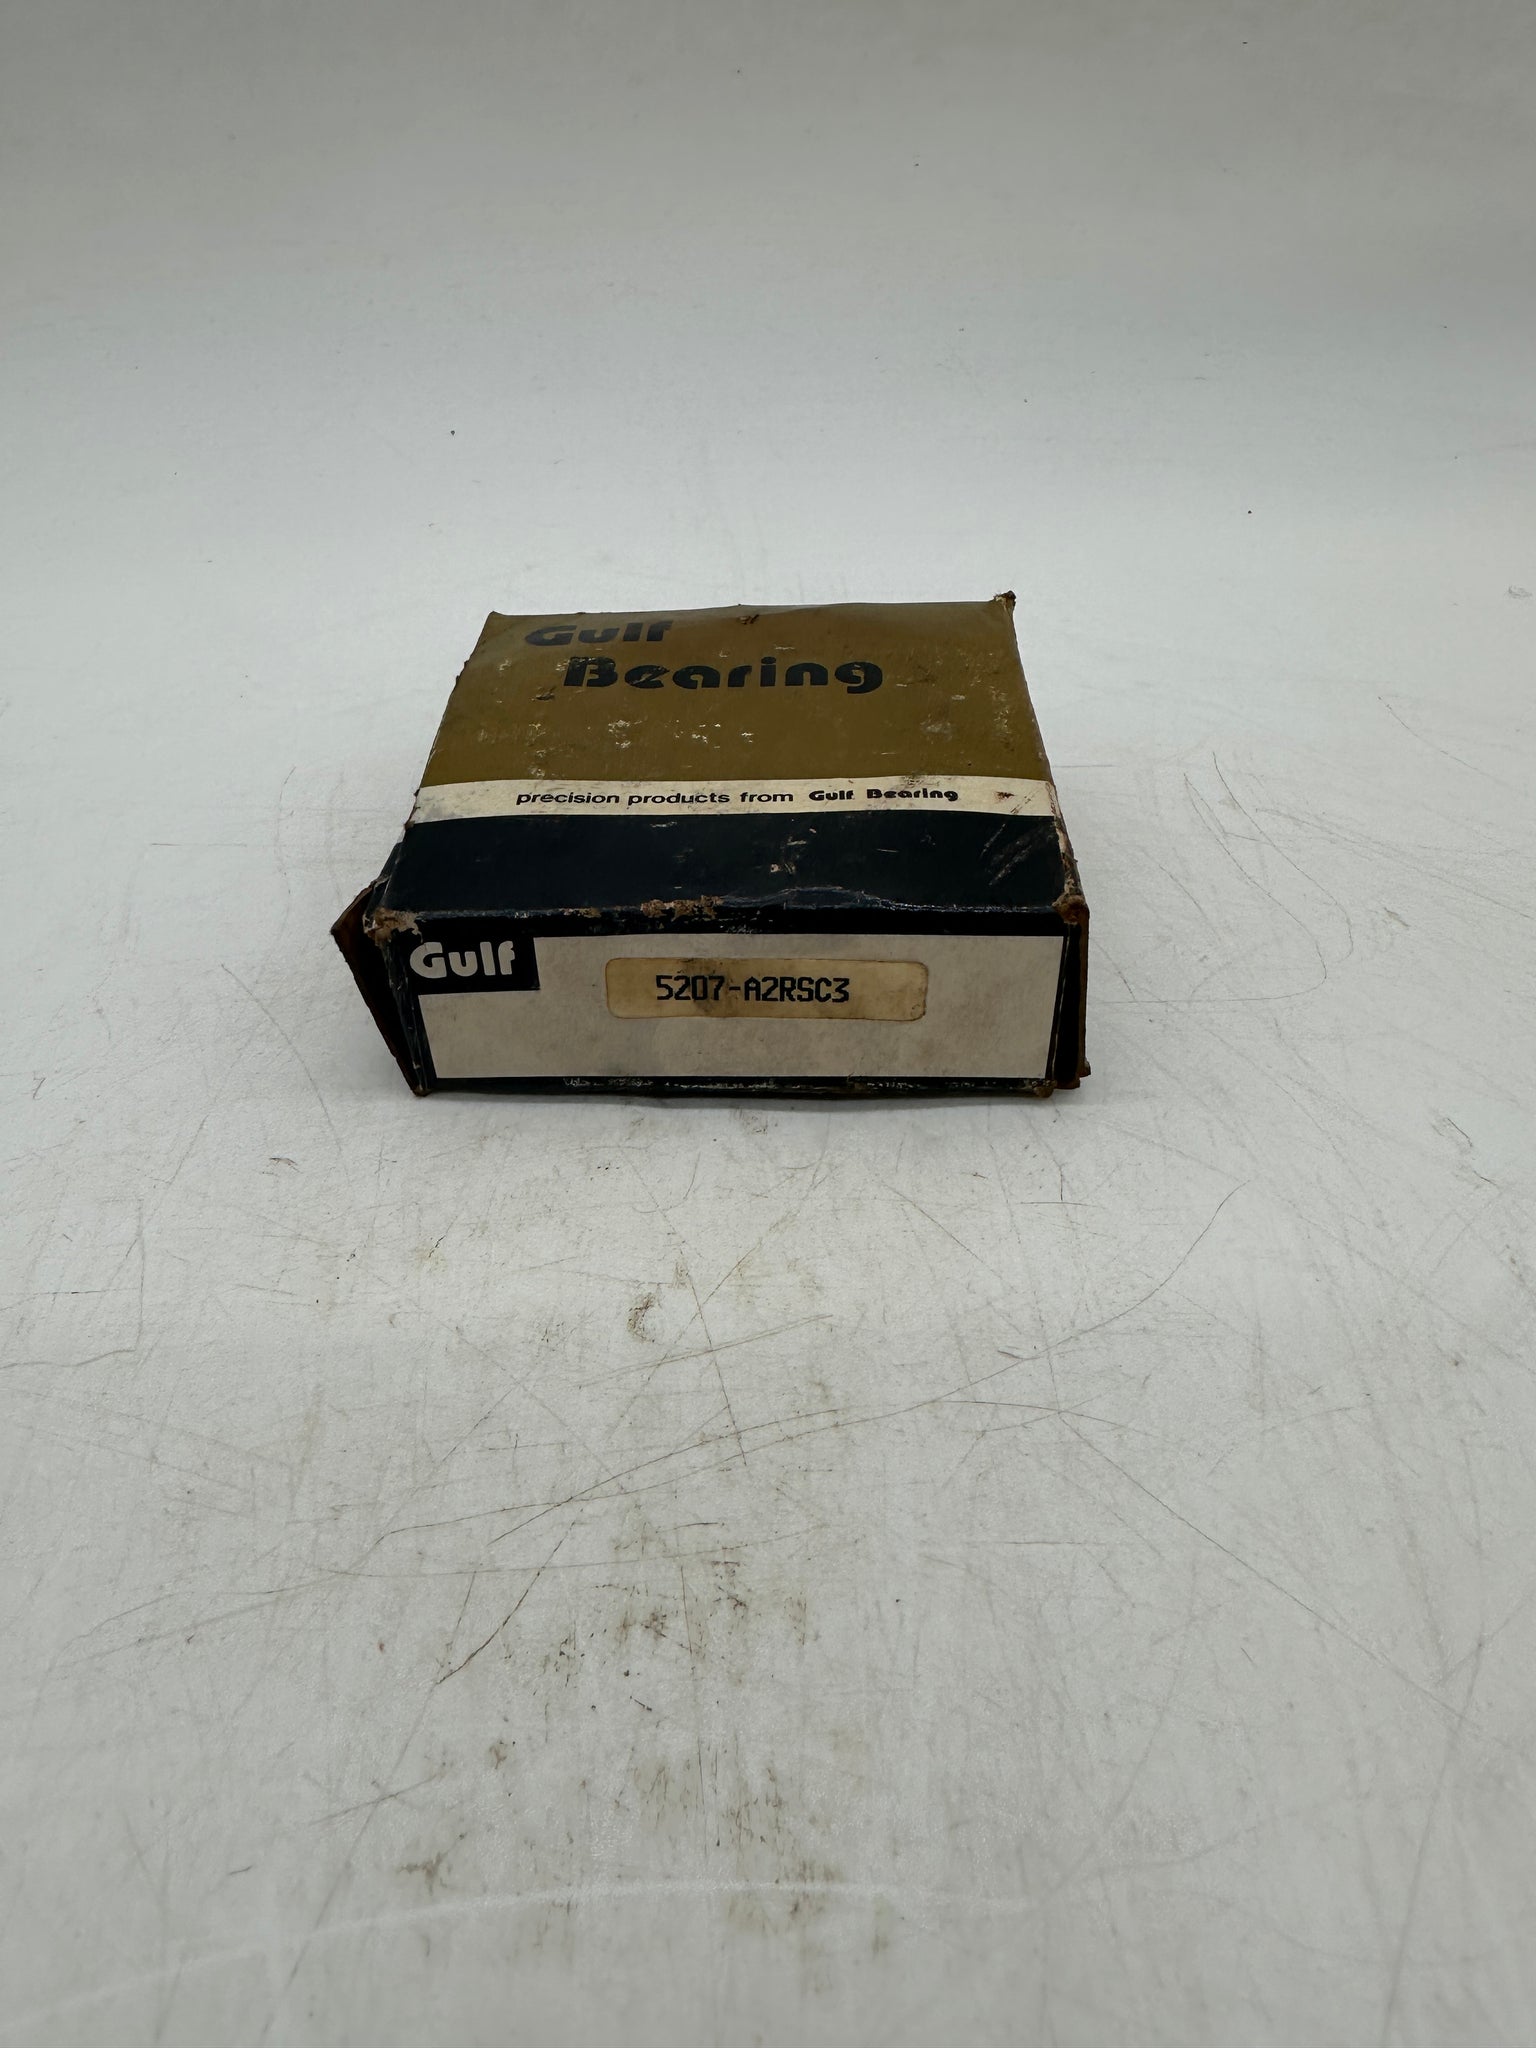 Gulf
Bearing
precision products from Gulf Bearing
Gulf
5207-A2RSC3